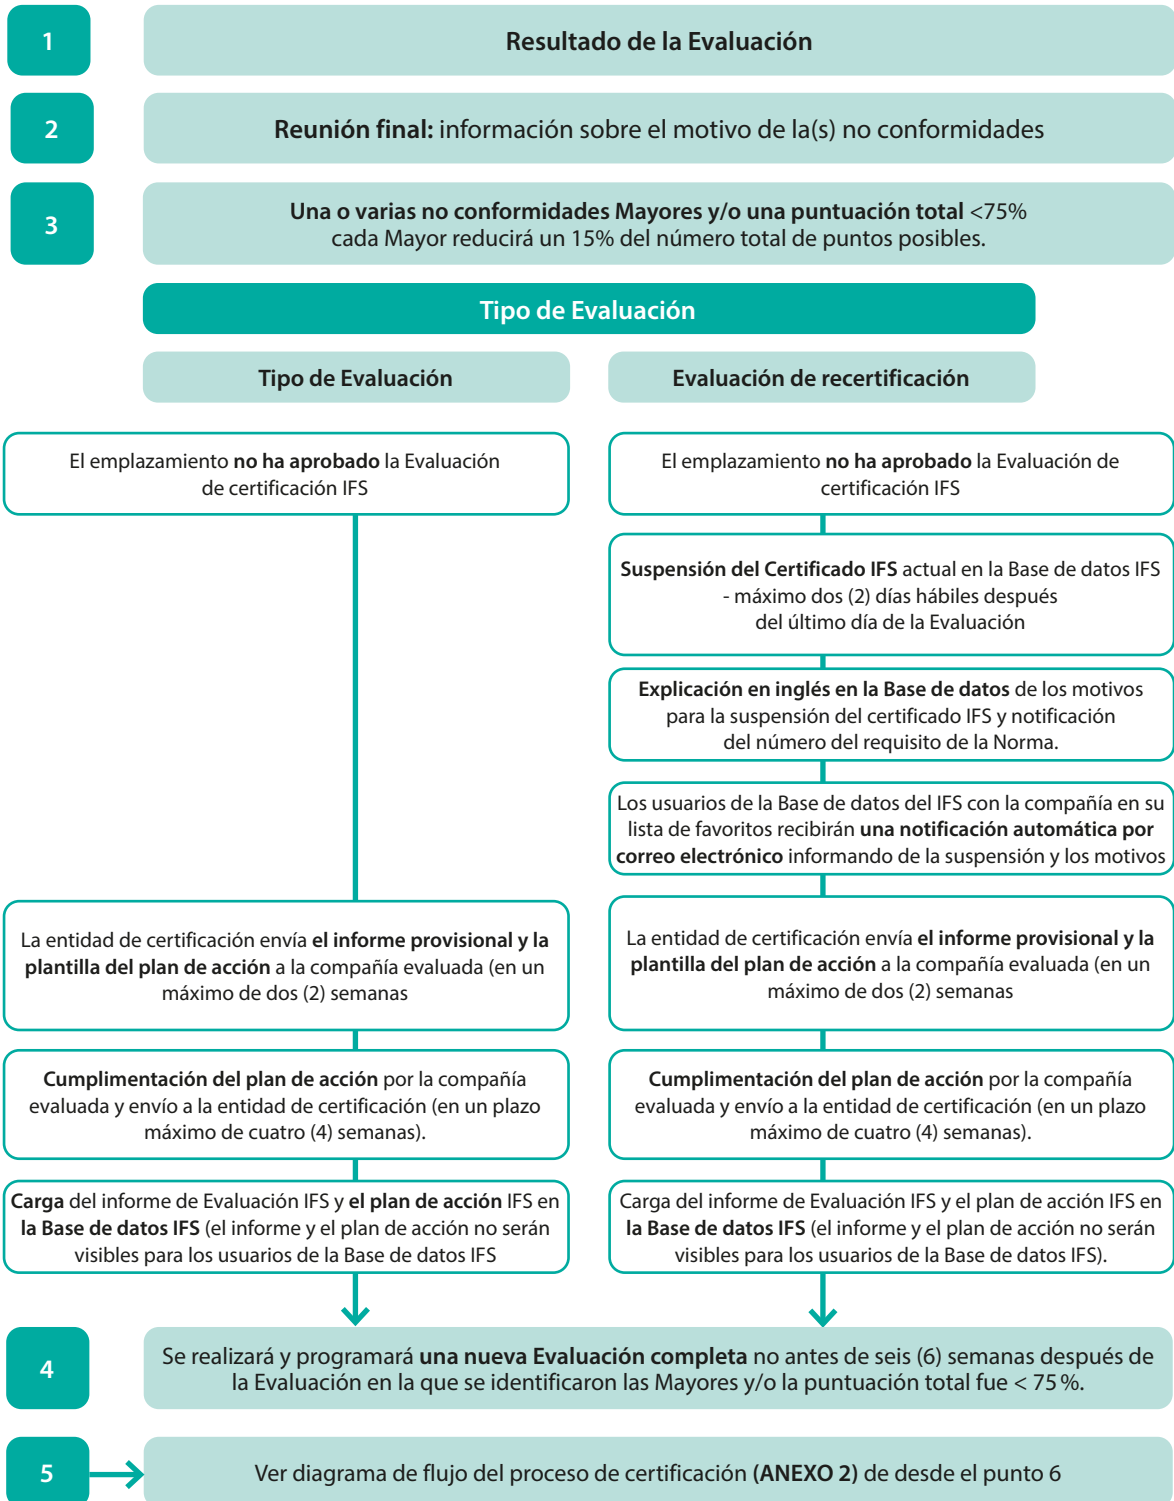 1
Resultado de la Evaluación
2
Reunión final: información sobre el motivo de la(s) no conformidades
3
Una o varias no conformidades Mayores y/o una puntuación total <75%
cada Mayor reducirá un 15% del número total de puntos posibles.
Tipo de Evaluación
Tipo de Evaluación
El emplazamiento no ha aprobado la Evaluación
de certificación IFS
La entidad de certificación envía el informe provisional y la
plantilla del plan de acción a la compañía evaluada (en un
máximo de dos (2) semanas
Cumplimentación del plan de acción por la compañía
evaluada y envío a la entidad de certificación (en un plazo
máximo de cuatro (4) semanas).
Carga del informe de Evaluación IFS y el plan de acción IFS en
la Base de datos IFS (el informe y el plan de acción no serán
visibles para los usuarios de la Base de datos IFS
Evaluación de recertificación
El emplazamiento no ha aprobado la Evaluación de
certificación IFS
Suspensión del Certificado IFS actual en la Base de datos IFS
- máximo dos (2) días hábiles después
del último día de la Evaluación
Explicación en inglés en la Base de datos de los motivos
para la suspensión del certificado IFS y notificación
del número del requisito de la Norma.
Los usuarios de la Base de datos del IFS con la compañía en su
lista de favoritos recibirán una notificación automática por
correo electrónico informando de la suspensión y los motivos
La entidad de certificación envía el informe provisional y la
plantilla del plan de acción a la compañía evaluada (en un
máximo de dos (2) semanas
Cumplimentación del plan de acción por la compañía
evaluada y envío a la entidad de certificación (en un plazo
máximo de cuatro (4) semanas).
Carga del informe de Evaluación IFS y el plan de acción IFS en
la Base de datos IFS (el informe y el plan de acción no serán
visibles para los usuarios de la Base de datos IFS).
4
Se realizará y programará una nueva Evaluación completa no antes de seis (6) semanas después de
la Evaluación en la que se identificaron las Mayores y/o la puntuación total fue < 75 %.
5
Ver diagrama de flujo del proceso de certificación (ANEXO 2) de desde el punto 6